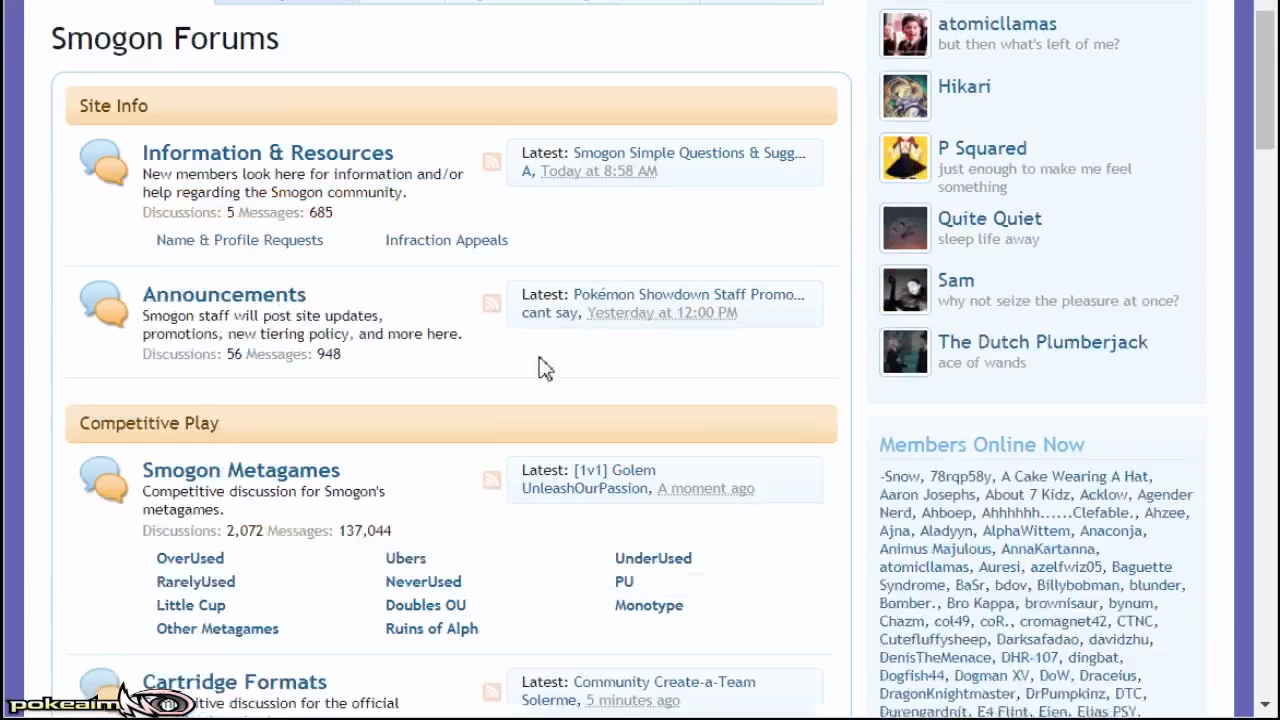 Smogon Forums
Site Info
Information & Resources
New members look here for information and/or
help regarding the Smogon community.
Discussions: 5 Messages: 685
Name & Profile Requests
Infraction Appeals
Latest: Smogon Simple Questions & Sugg...
A, Today at 8:58 AM
Announcements
Smogon staff will post site updates,
promotions, new tiering policy, and more here.
Discussions: 56 Messages: 948
Latest: Pokémon Showdown Staff Promo...
cant say, Yesterday at 12:00 PM
Competitive Play
Smogon Metagames
Competitive discussion for Smogon's
metagames.
Discussions: 2,072 Messages: 137,044
Latest: [1v1] Golem
UnleashOurPassion, A moment ago
OverUsed
Ubers
UnderUsed
RarelyUsed
NeverUsed
PU
Little Cup
Doubles OU
Monotype
Other Metagames
Ruins of Alph
Cartridge Formats
discussion for the official
Latest: Community Create-a-Team
Solerme, 5 minutes ago
atomicllamas
but then what's left of me?
Hikari
P Squared
just enough to make me feel
something
Quite Quiet
sleep life away
Sam
why not seize the pleasure at once?
The Dutch Plumberjack
ace of wands
Members Online Now
-Snow, 78rqp58y, A Cake Wearing A Hat,
Aaron Josephs, About 7 Kidz, Acklow, Agender
Nerd, Ahboep, Ahhhhhh......Clefable., Ahzee,
Ajna, Aladyyn, AlphaWittem, Anaconja,
Animus Majulous, AnnaKartanna,
atomicllamas, Auresi, azelfwiz05, Baguette
Syndrome, BaSr, bdov, Billybobman, blunder,
Bomber., Bro Kappa, brownisaur, bynum,
Chazm, col49, coR., cromagnet42, CTNC,
Cutefluffysheep, Darksafadao, davidzhu,
DenisTheMenace, DHR-107, dingbat,
Dogfish44, Dogman XV, DoW, Draceius,
DragonKnightmaster, DrPumpkinz, DTC,
Durengardnit, E4 Flint, Eien, Elias PSY,
pokeaim